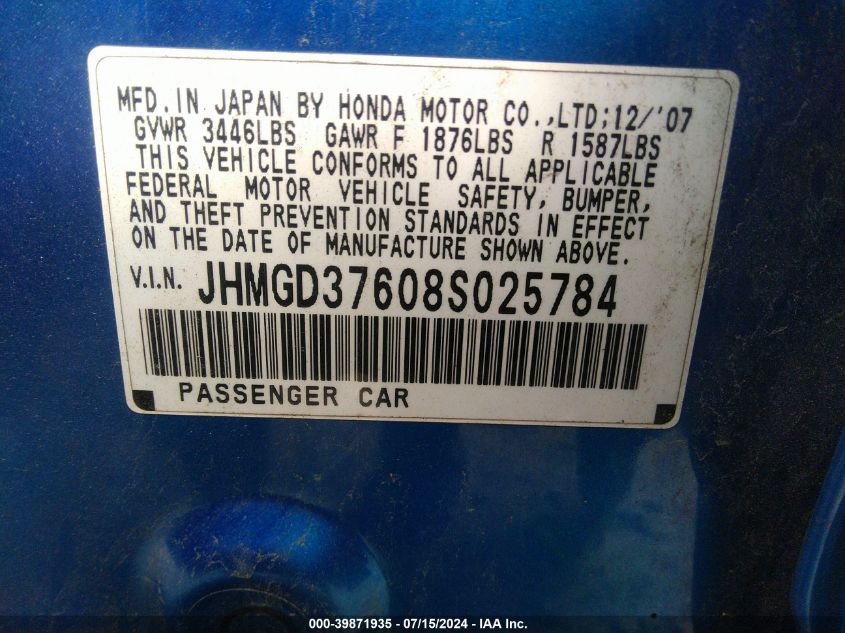 MFD. IN JAPAN BY HONDA MOTOR CO.,LTD;12/'07
GVWR 3446LBS GAWR F 1876LBS R 1587LBS
THIS VEHICLE CONFORMS TO ALL APPLICABLE
FEDERAL MOTOR VEHICLE SAFETY, BUMPER,
AND THEFT PREVENTION STANDARDS IN EFFECT
ON THE DATE OF MANUFACTURE SHOWN ABOVE.
V.I.N. JHMGD37608S025784
PASSENGER CAR
000-39871935 - 07/15/2024 - IAA Inc.